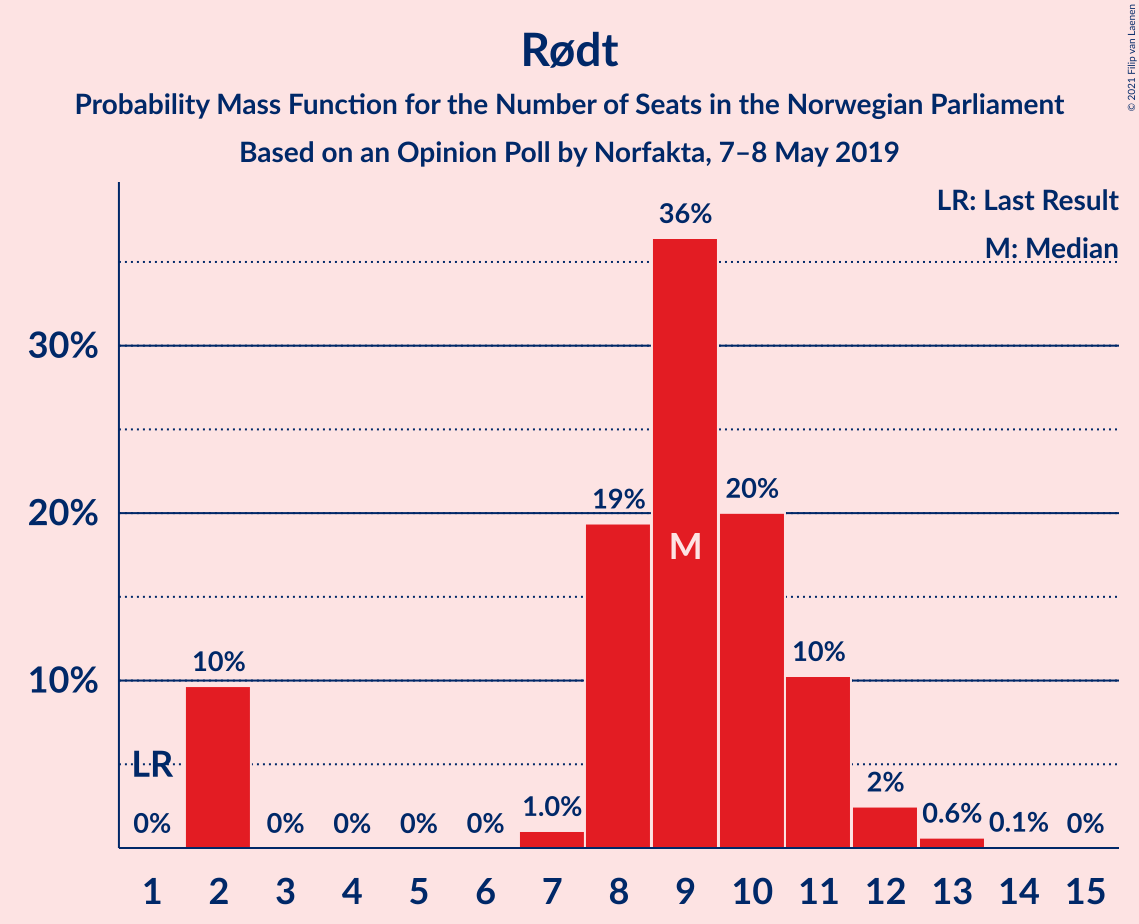 Rødt
Probability Mass Function for the Number of Seats in the Norwegian Parliament
Based on an Opinion Poll by Norfakta, 7–8 May 2019
© 2021 Filip van Laenen
LR: Last Result
M: Median
36%
30%
20%
19%
20%
M
10%
10%
10%
LR
0%
0%
0%
0%
0%
1.0%
2%
0.6%
0.1%
0%
1 2 3 4 5 6 7 8 9 10 11 12 13 14 15